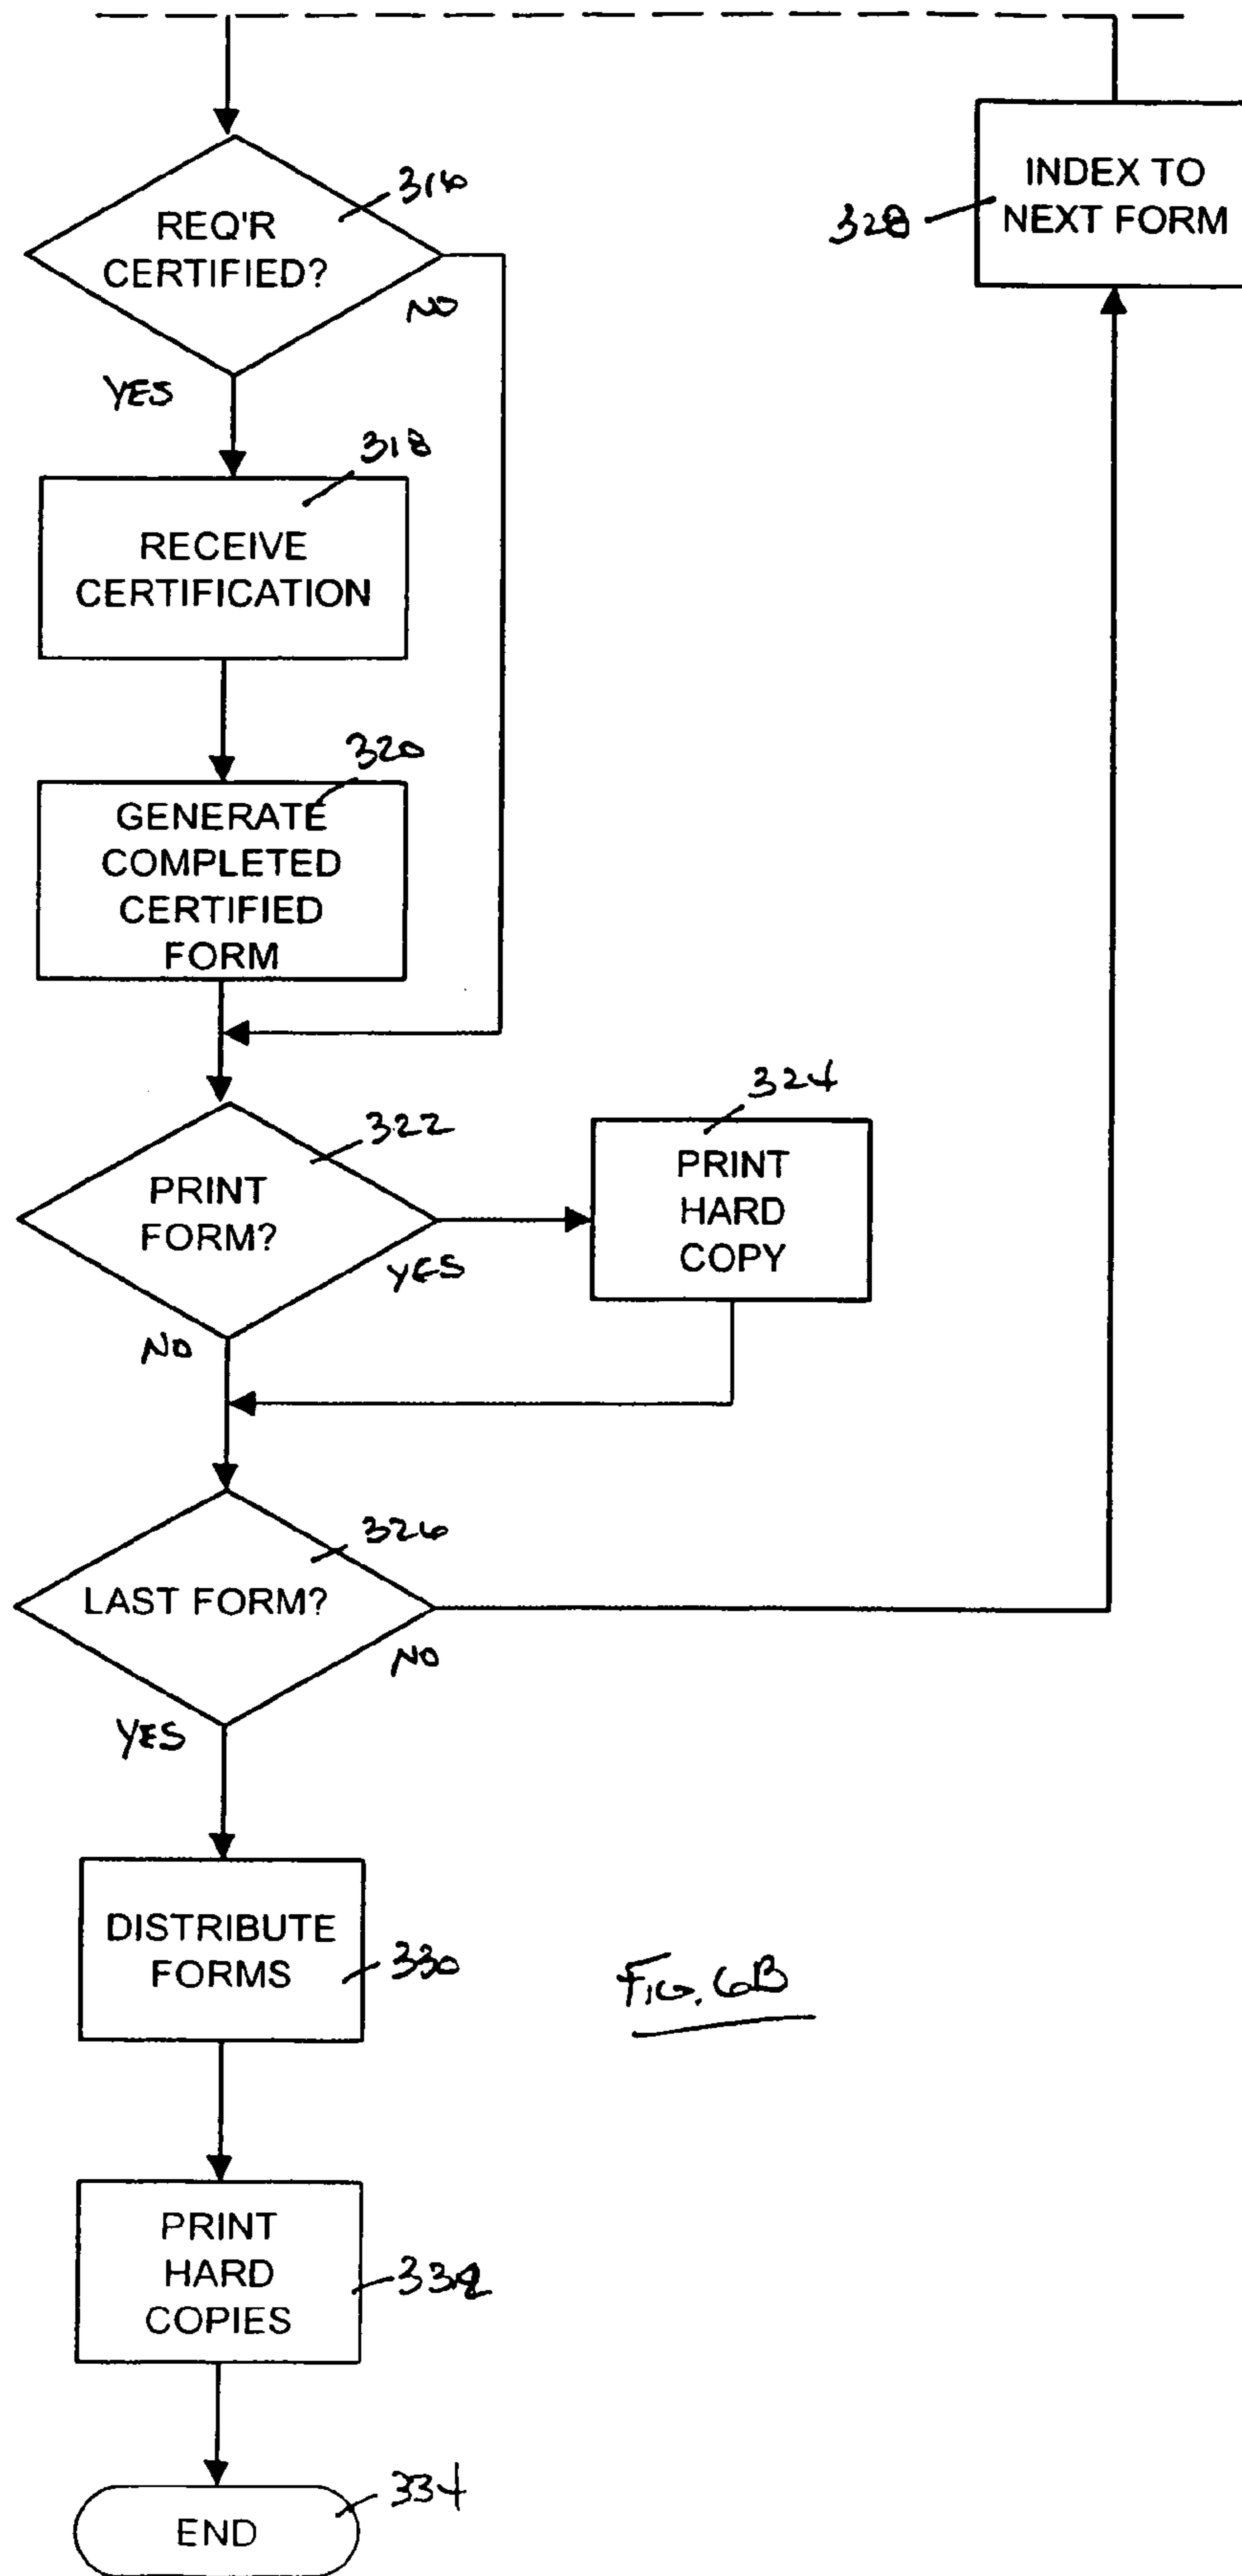 316
REQ'R
CERTIFIED?
NO
YES
328
INDEX TO
NEXT FORM
318
RECEIVE
CERTIFICATION
320
GENERATE
COMPLETED
CERTIFIED
FORM
322
PRINT
FORM?
YES
NO
324
PRINT
HARD
COPY
326
LAST FORM?
NO
YES
DISTRIBUTE
FORMS
330
FIG. 6B
PRINT
HARD
COPIES
332
END
334